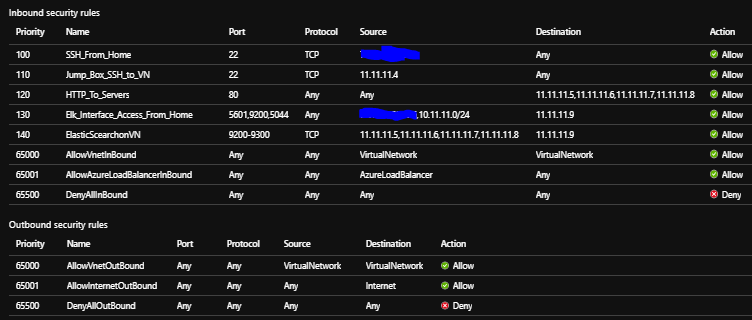 Inbound security rules
Priority Name Port Protocol Source Destination Action
100 SSH_From_Home 22 TCP Any Allow
110 Jump_Box_SSH_to_VN 22 TCP 11.11.11.4 Any Allow
120 HTTP_To_Servers 80 Any Any 11.11.11.5,11.11.11.6,11.11.11.7,11.11.11.8 Allow
130 Elk_Interface_Access_From_Home 5601,9200,5044 Any ,10.11.11.0/24 11.11.11.9 Allow
140 ElasticScearchonVN 9200-9300 TCP 11.11.11.5,11.11.11.6,11.11.11.7,11.11.11.8 11.11.11.9 Allow
65000 AllowVnetInBound Any Any VirtualNetwork VirtualNetwork Allow
65001 AllowAzureLoadBalancerInBound Any Any AzureLoadBalancer Any Allow
65500 DenyAllInBound Any Any Any Any Deny
Outbound security rules
Priority Name Port Protocol Source Destination Action
65000 AllowVnetOutBound Any Any VirtualNetwork VirtualNetwork Allow
65001 AllowInternetOutBound Any Any Any Internet Allow
65500 DenyAllOutBound Any Any Any Any Deny